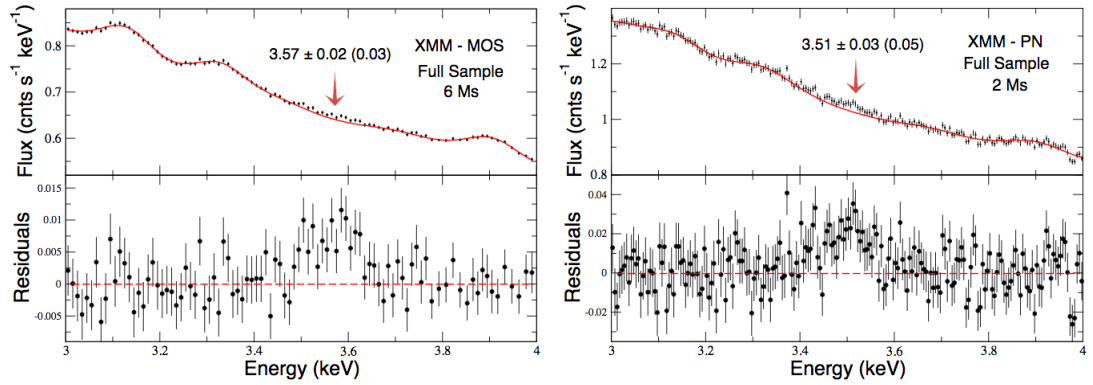 Flux (cnts s⁻¹ keV⁻¹)
0.8
0.7
0.6
3.57 ± 0.02 (0.03)
XMM - MOS
Full Sample
6 Ms
Residuals
0.015
0.01
0.005
0
-0.005
3 3.2 3.4 3.6 3.8 4
Energy (keV)
Flux (cnts s⁻¹ keV⁻¹)
1.2
1
0.8
3.51 ± 0.03 (0.05)
XMM - PN
Full Sample
2 Ms
Residuals
0.04
0.02
0
-0.02
3 3.2 3.4 3.6 3.8 4
Energy (keV)